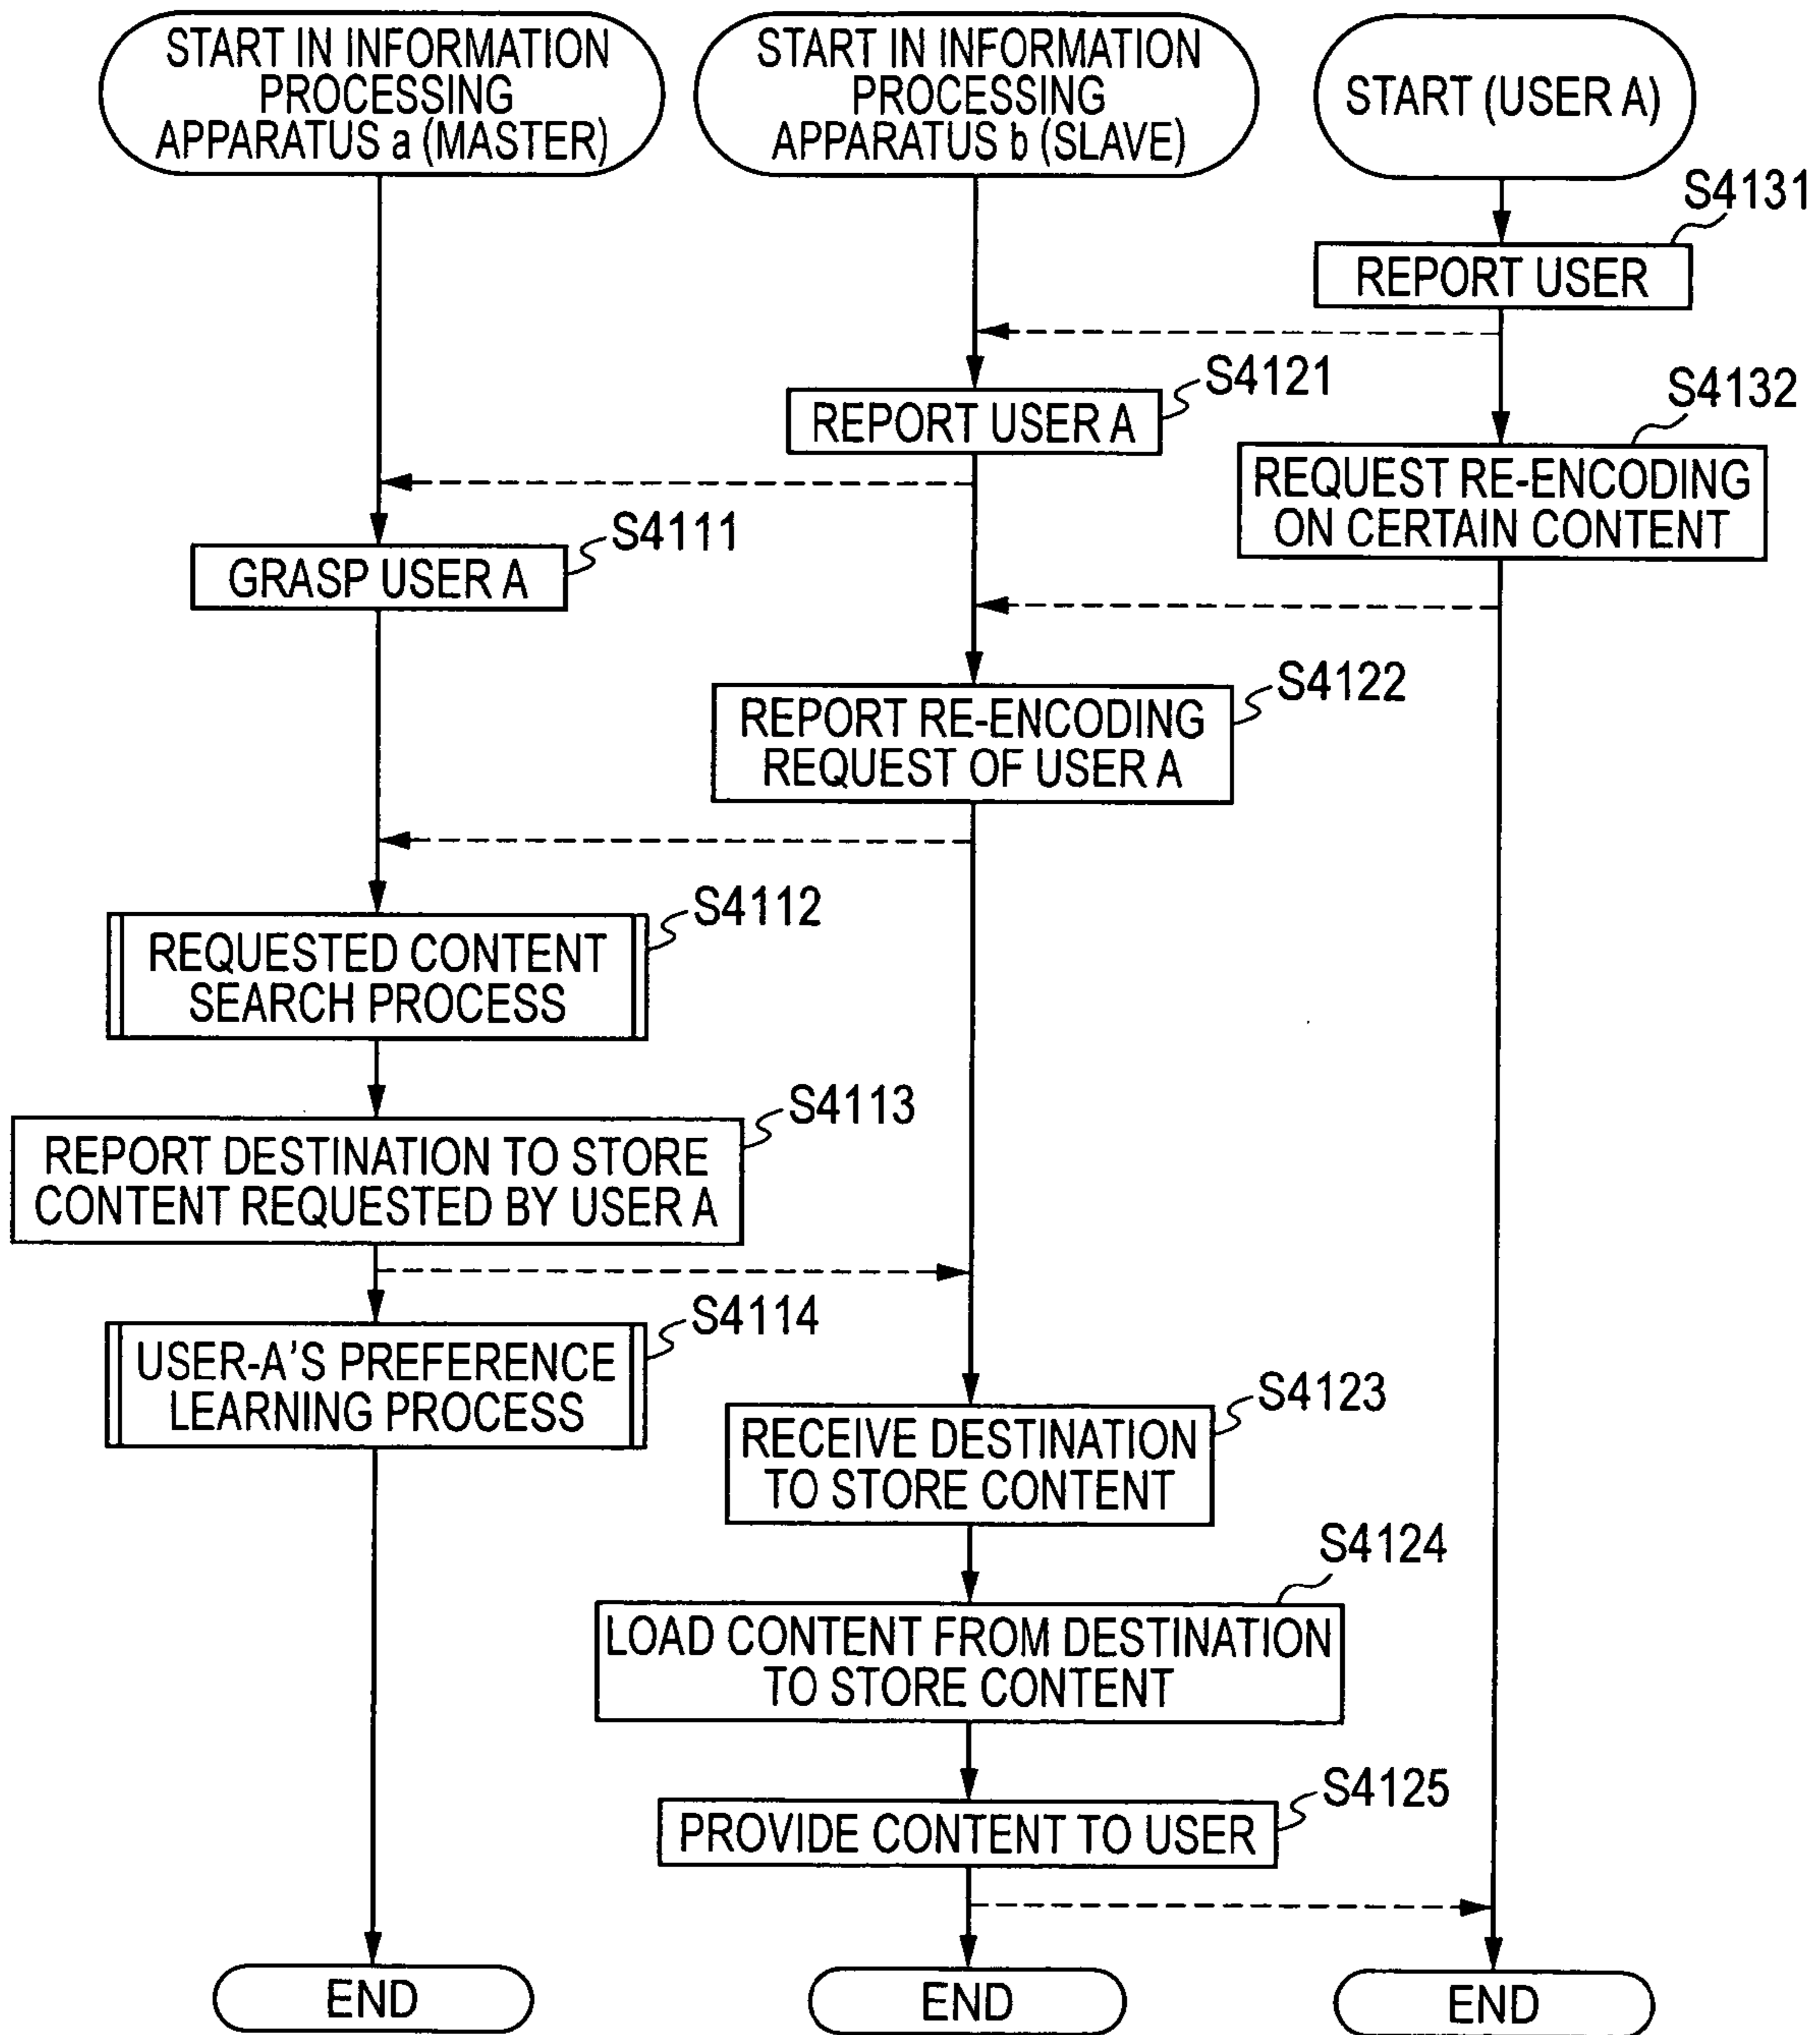 START IN INFORMATION
PROCESSING
APPARATUS a (MASTER)
START IN INFORMATION
PROCESSING
APPARATUS b (SLAVE)
START (USER A)
S4131
REPORT USER
S4121
REPORT USER A
S4132
REQUEST RE-ENCODING
ON CERTAIN CONTENT
S4111
GRASP USER A
S4122
REPORT RE-ENCODING
REQUEST OF USER A
S4112
REQUESTED CONTENT
SEARCH PROCESS
S4113
REPORT DESTINATION TO STORE
CONTENT REQUESTED BY USER A
S4114
USER-A'S PREFERENCE
LEARNING PROCESS
S4123
RECEIVE DESTINATION
TO STORE CONTENT
S4124
LOAD CONTENT FROM DESTINATION
TO STORE CONTENT
S4125
PROVIDE CONTENT TO USER
END
END
END